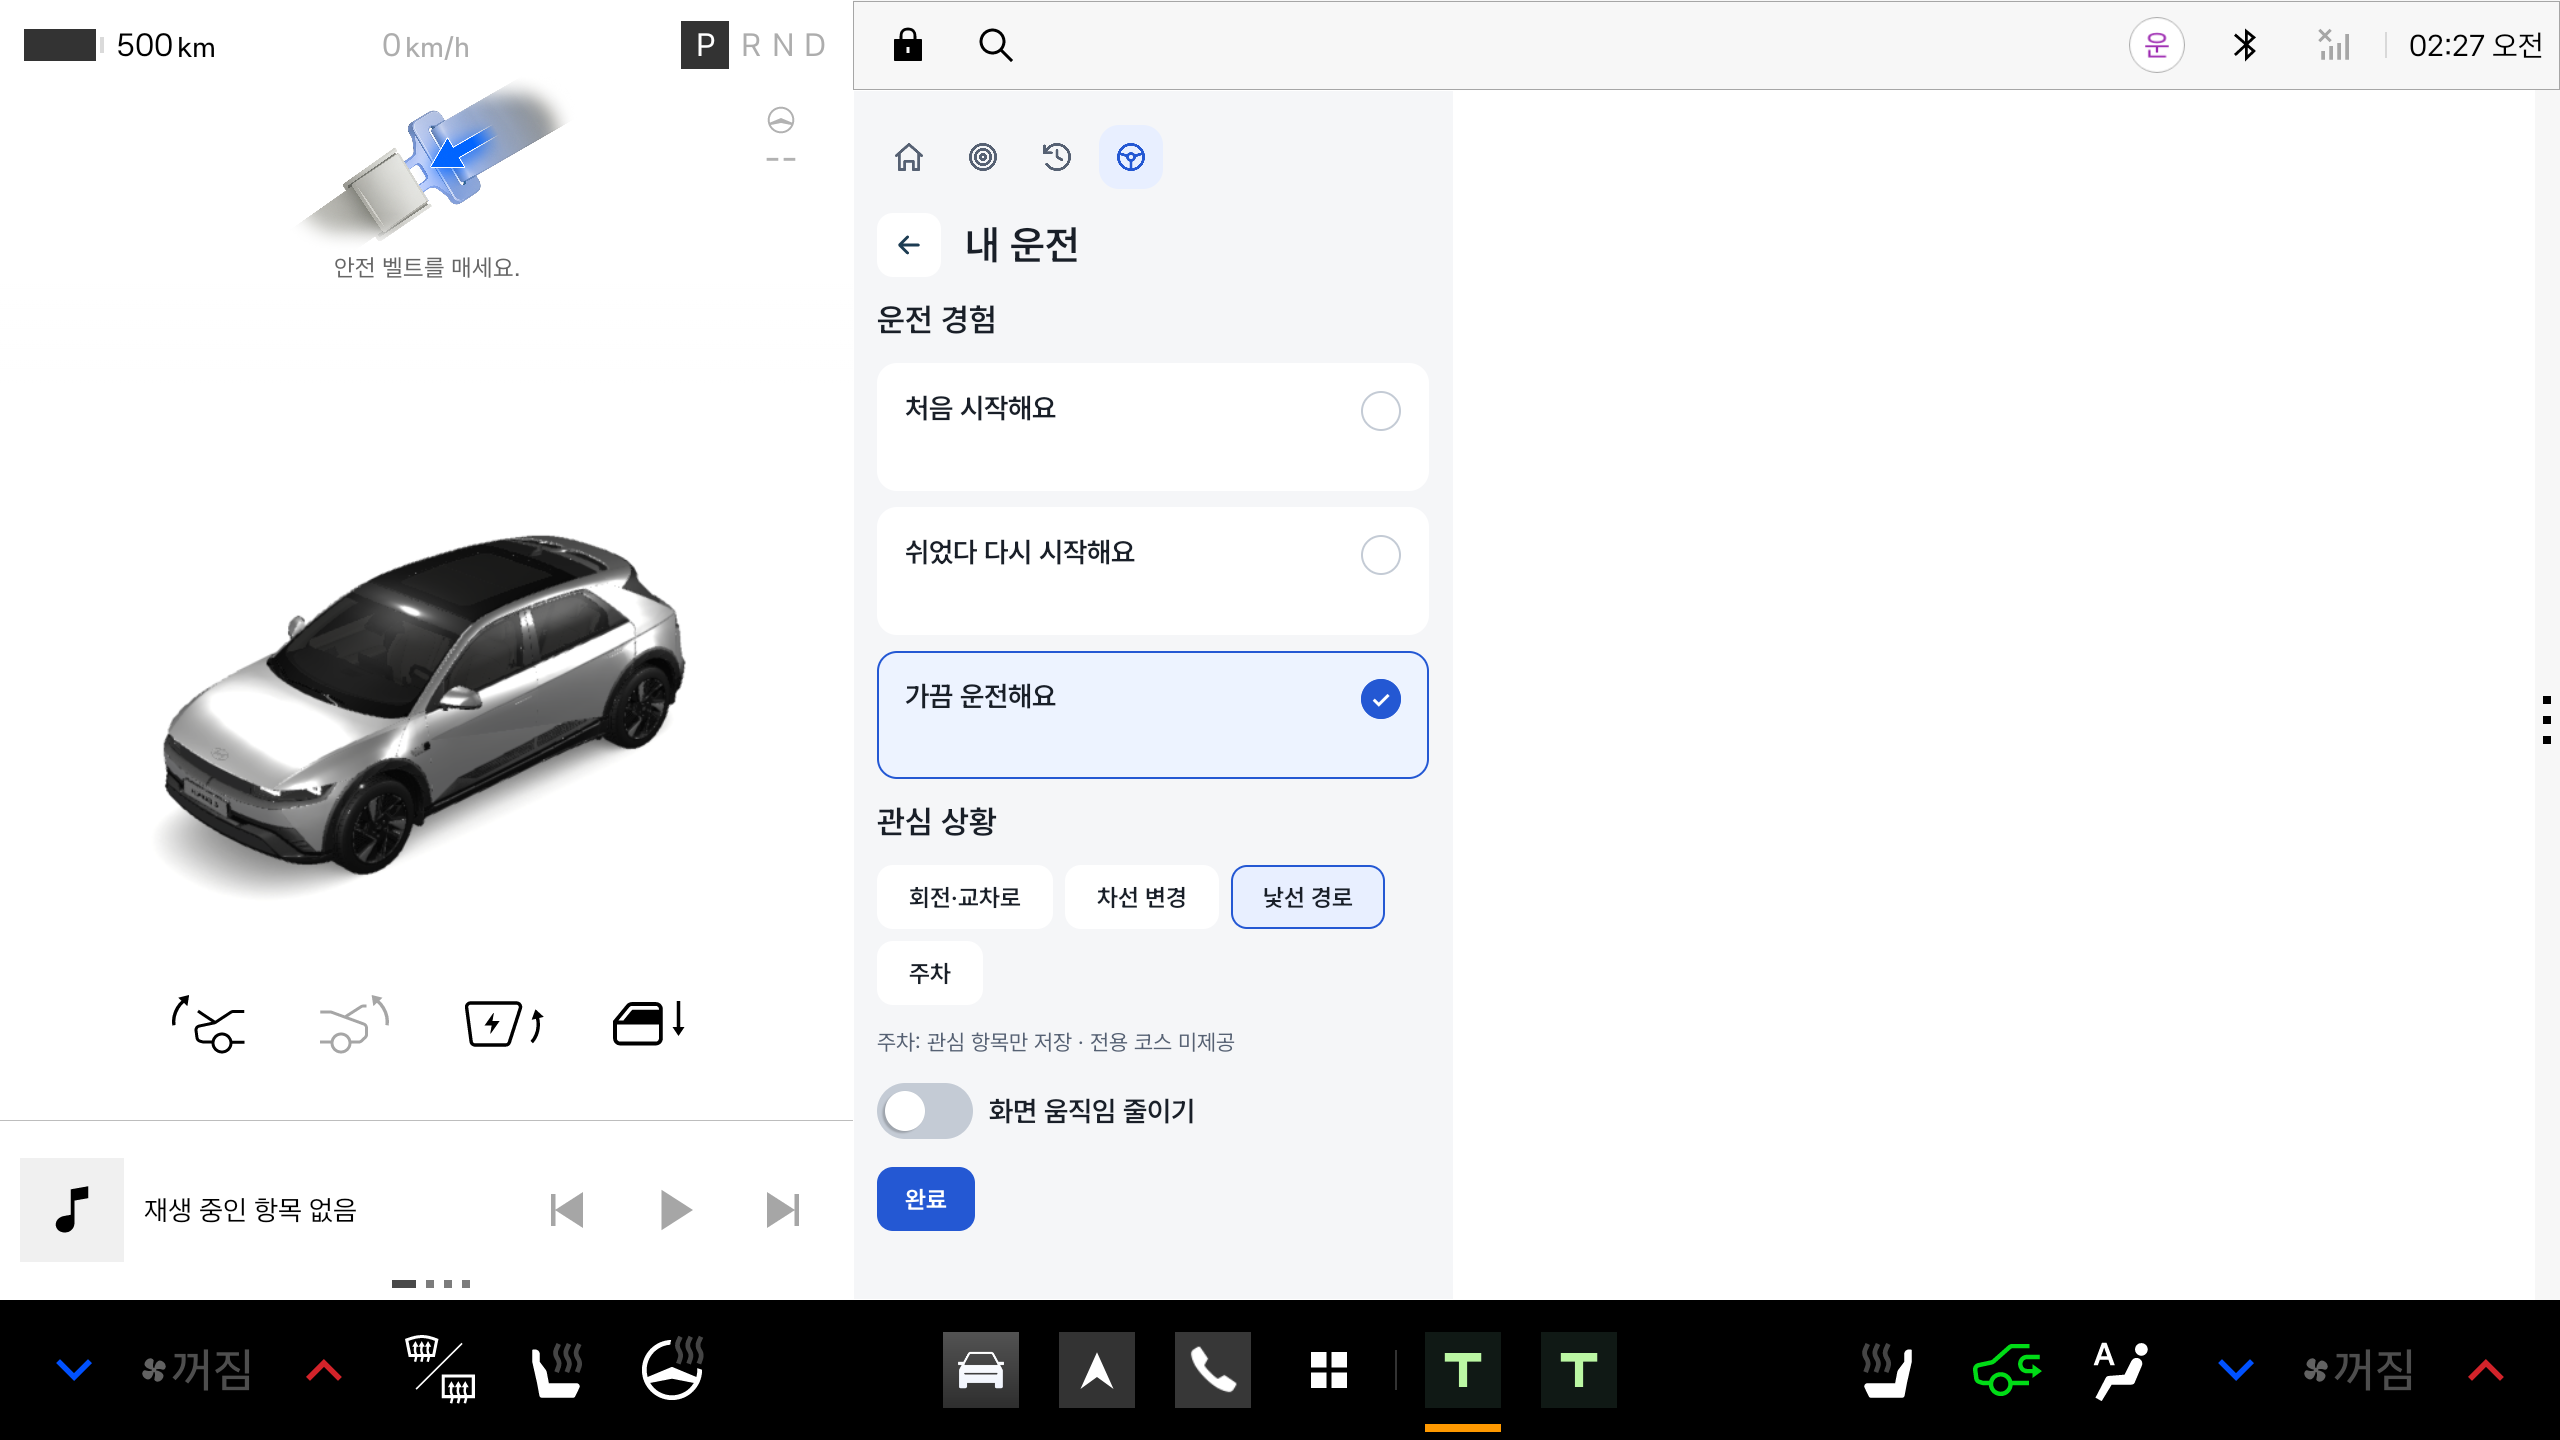 500 km
0 km/h
P R N D
안전 벨트를 매세요.
재생 중인 항목 없음
운
02:27 오전
내 운전
운전 경험
처음 시작해요
쉬었다 다시 시작해요
가끔 운전해요
관심 상황
회전·교차로
차선 변경
낯선 경로
주차
주차: 관심 항목만 저장 · 전용 코스 미제공
화면 움직임 줄이기
완료
꺼짐
T
T
A
꺼짐